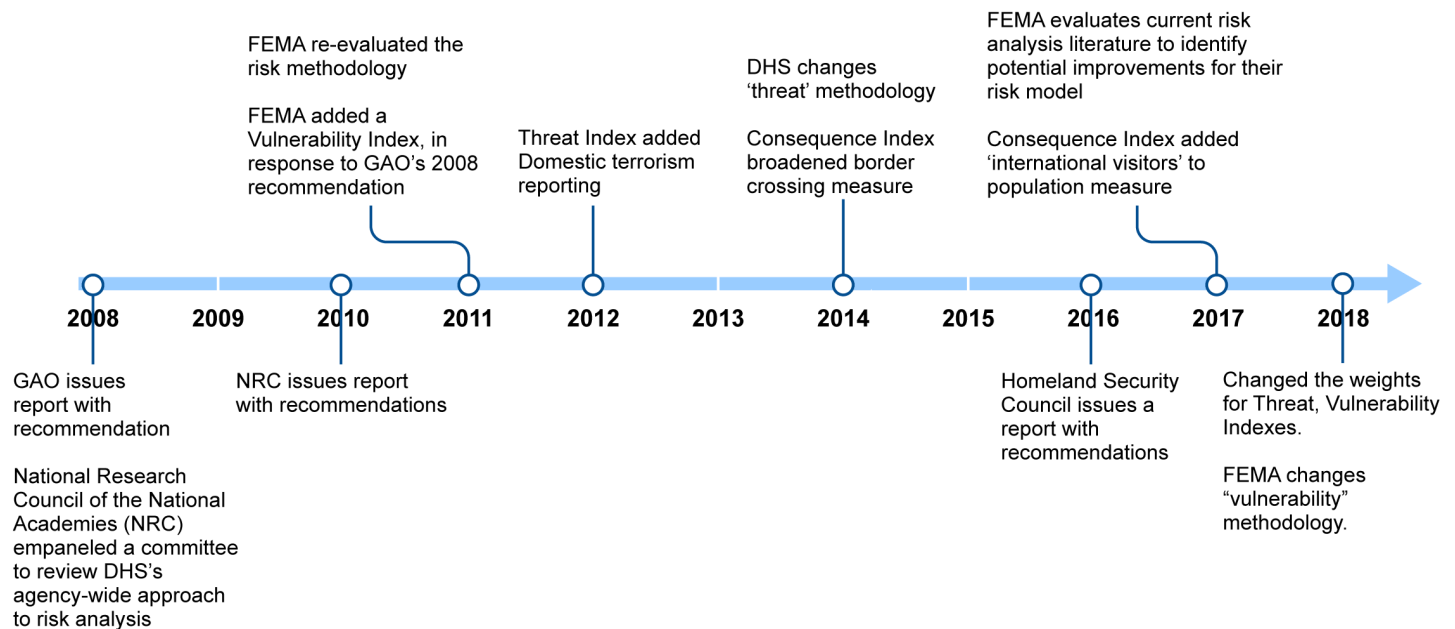 FEMA re-evaluated the
risk methodology
FEMA added a
Vulnerability Index, in
response to GAO's 2008
recommendation
Threat Index added
Domestic terrorism
reporting
DHS changes
‘threat’ methodology
Consequence Index
broadened border
crossing measure
FEMA evaluates current risk
analysis literature to identify
potential improvements for their
risk model
Consequence Index added
‘international visitors’ to
population measure
2008 2009 2010 2011 2012 2013 2014 2015 2016 2017 2018
GAO issues
report with
recommendation
National Research
Council of the National
Academies (NRC)
empaneled a committee
to review DHS's
agency-wide approach
to risk analysis
NRC issues report
with recommendations
Homeland Security
Council issues a
report with
recommendations
Changed the weights
for Threat, Vulnerability
Indexes.
FEMA changes
“vulnerability”
methodology.